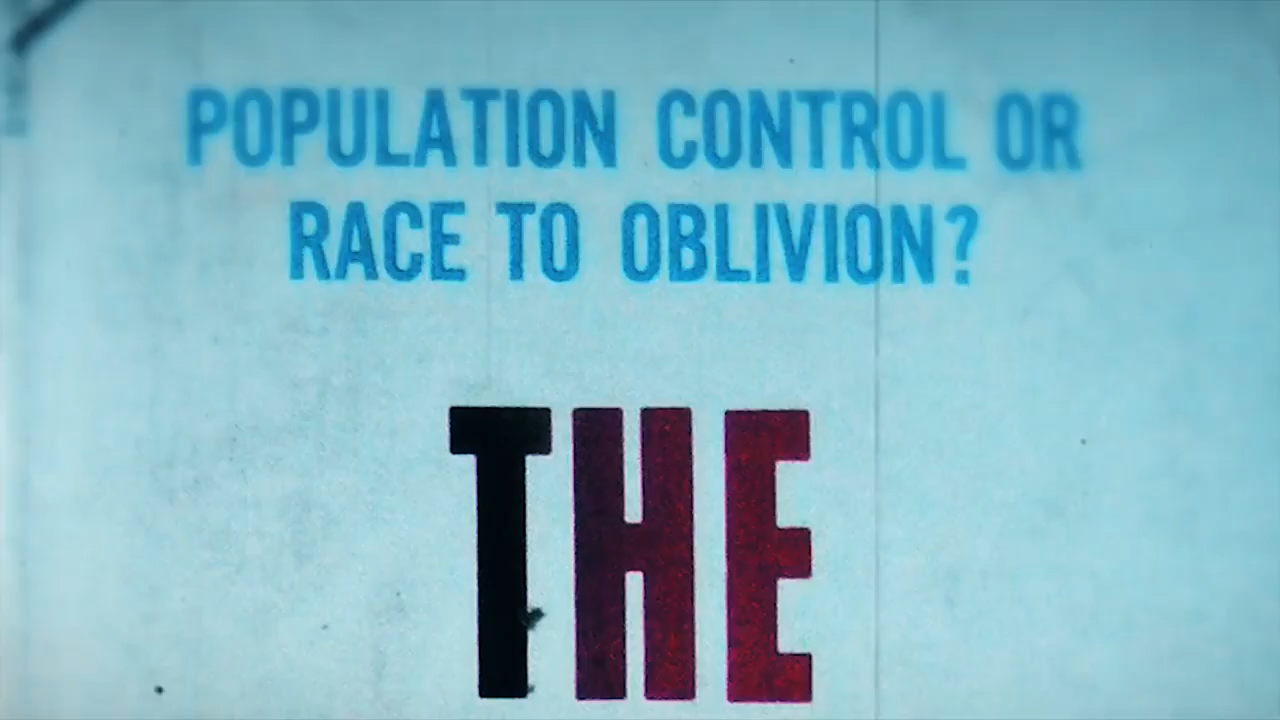 POPULATION CONTROL OR
RACE TO OBLIVION?
THE